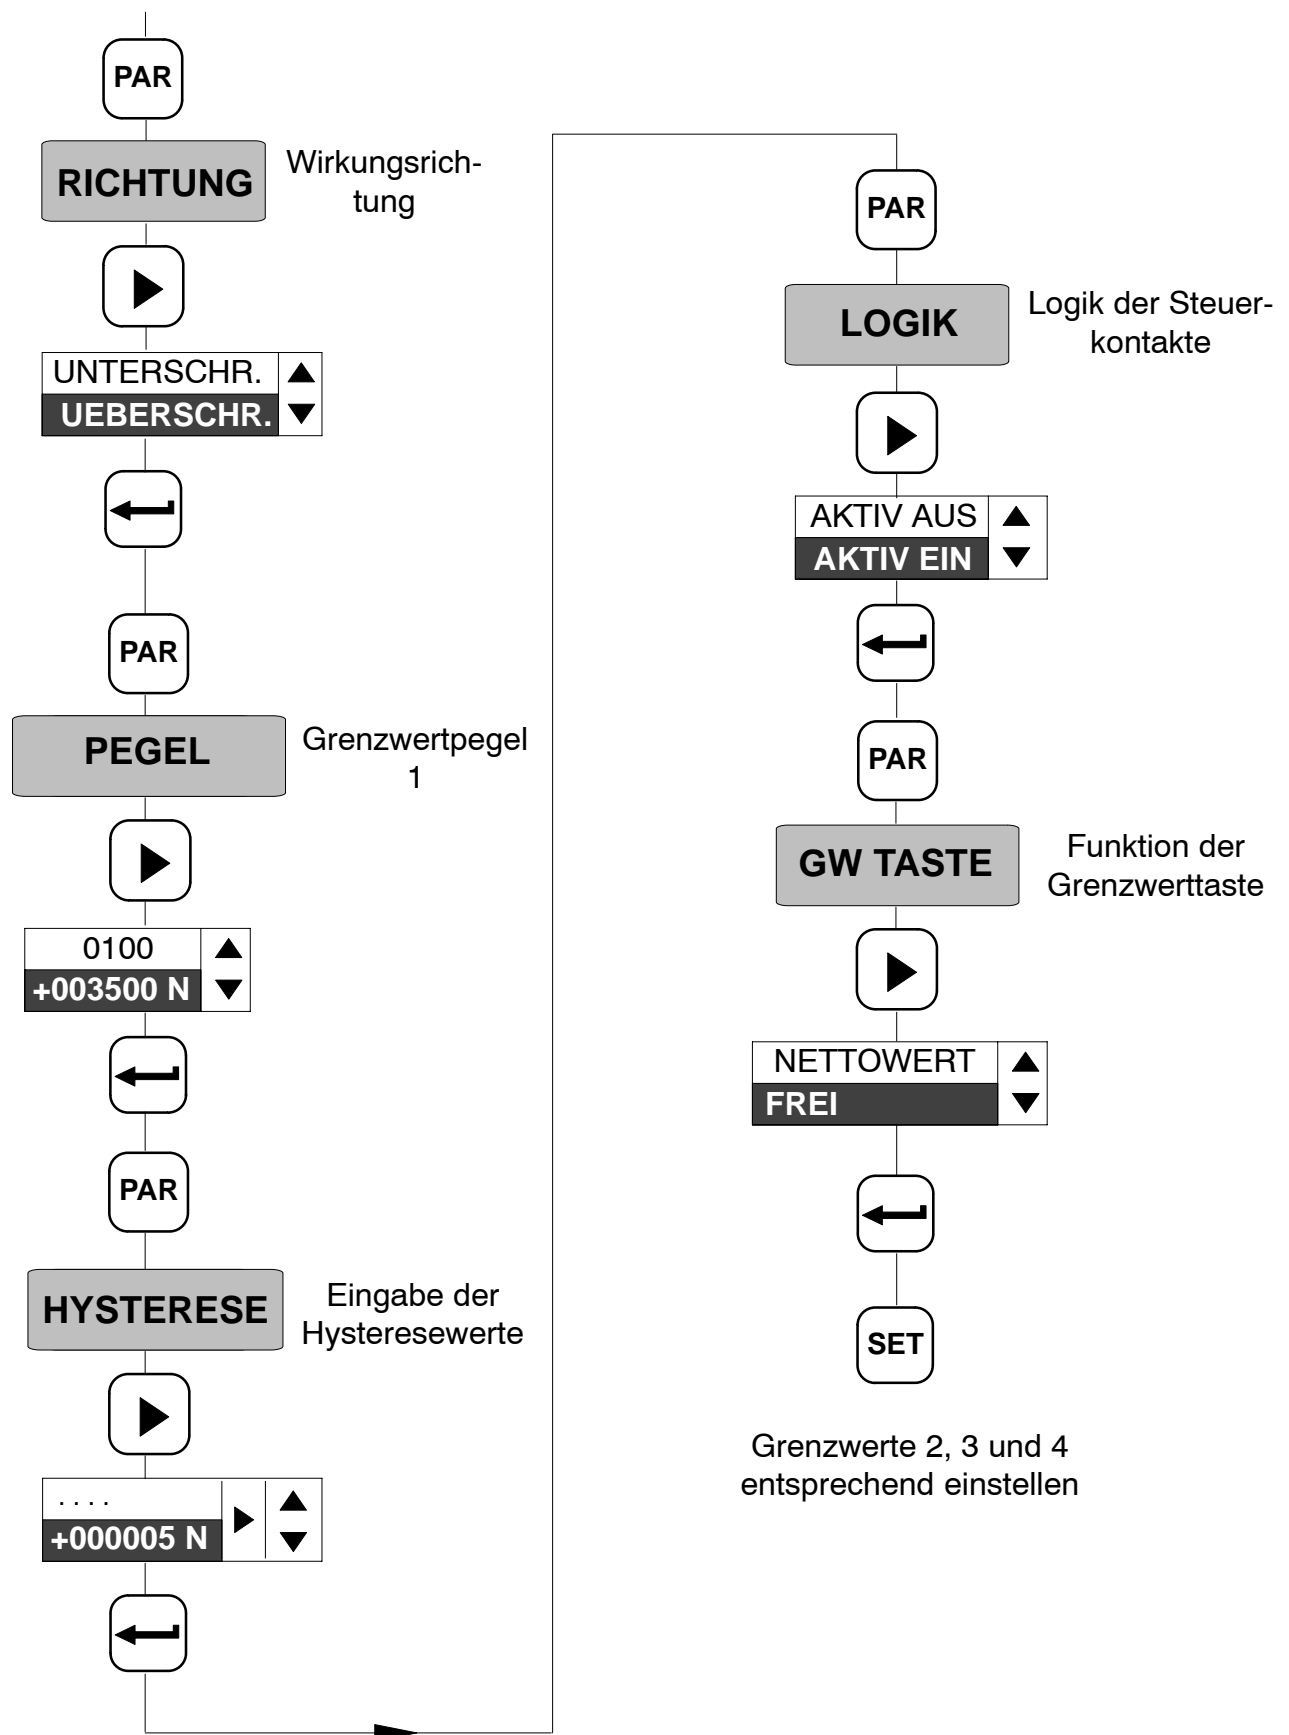 PAR
RICHTUNG
Wirkungsrich-
tung
UNTERSCHR.
UEBERSCHR.
PAR
PEGEL
Grenzwertpegel
1
0100
+003500 N
PAR
HYSTERESE
Eingabe der
Hysteresewerte
. . . .
+000005 N
PAR
LOGIK
Logik der Steuer-
kontakte
AKTIV AUS
AKTIV EIN
PAR
GW TASTE
Funktion der
Grenzwerttaste
NETTOWERT
FREI
SET
Grenzwerte 2, 3 und 4
entsprechend einstellen